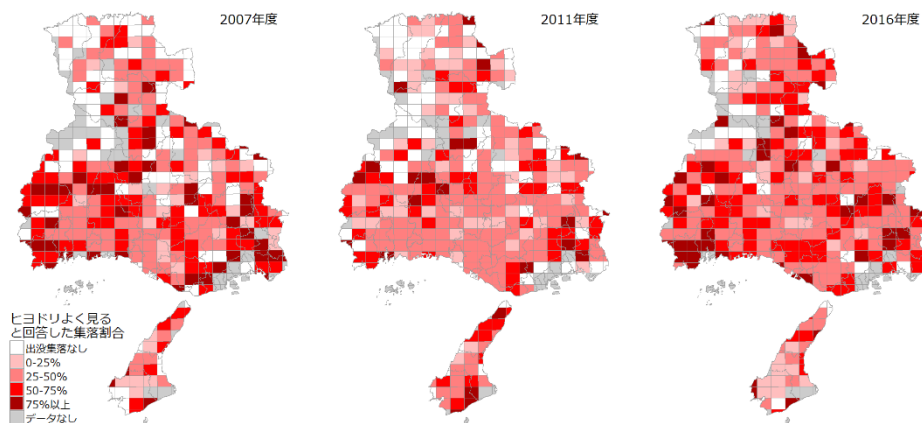 2007年度
2011年度
2016年度
ヒヨドリよく見る
と回答した集落割合
出没集落なし
0-25%
25-50%
50-75%
75%以上
データなし